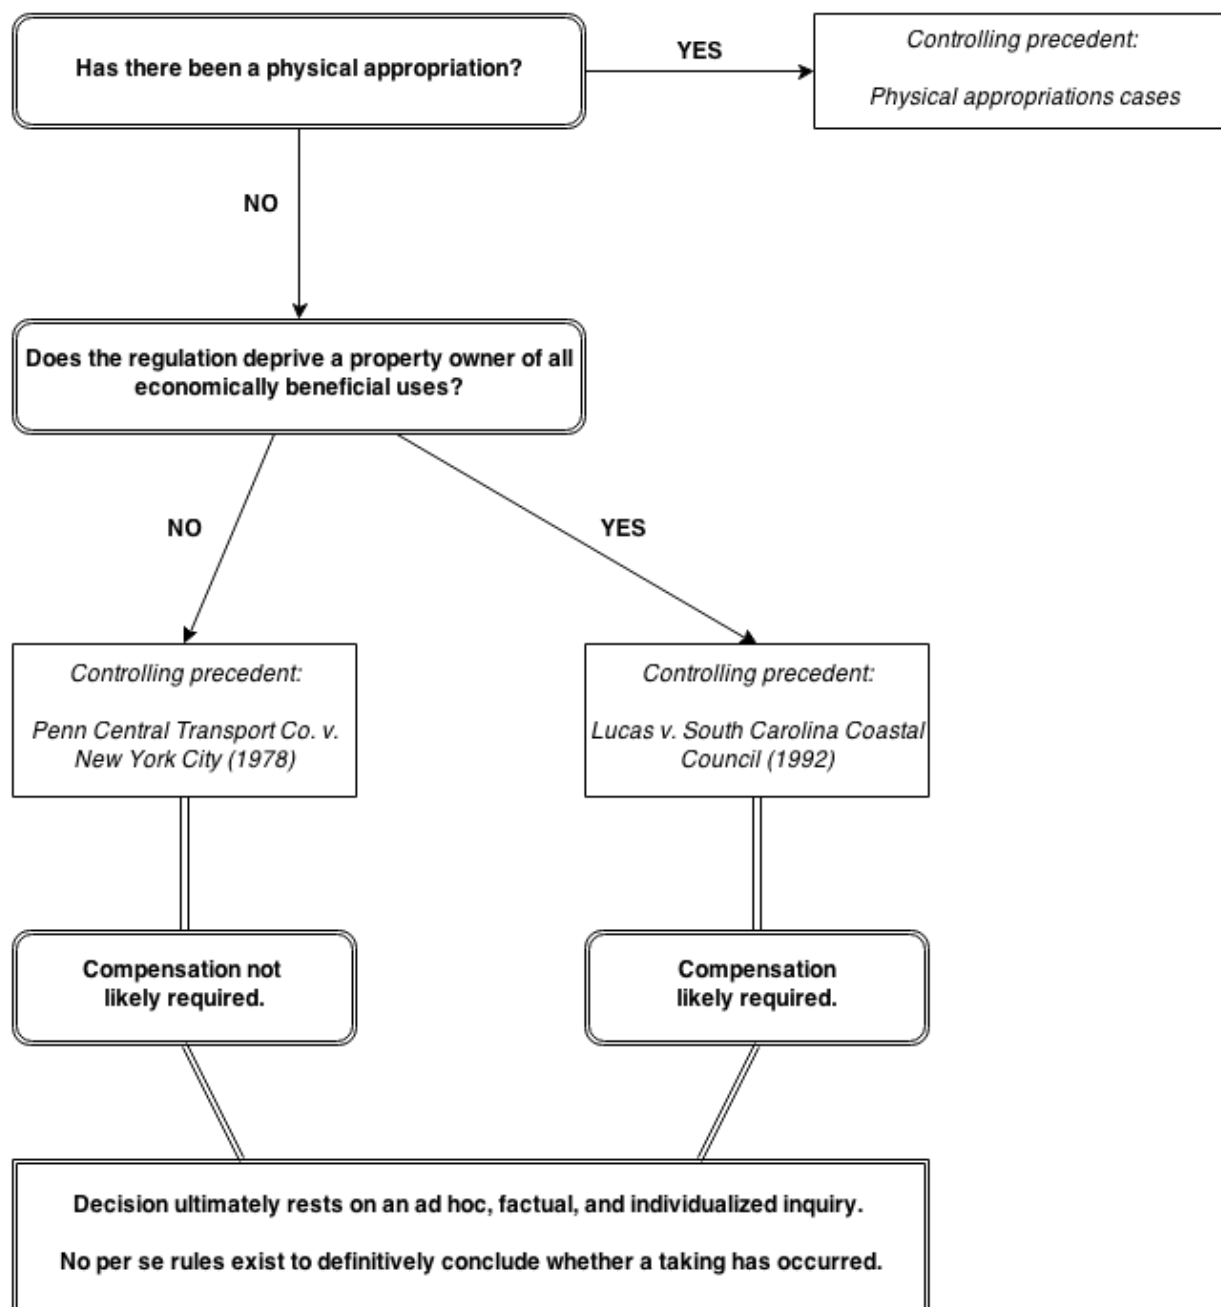 Has there been a physical appropriation?
YES
Controlling precedent:
Physical appropriations cases
NO
Does the regulation deprive a property owner of all
economically beneficial uses?
NO
YES
Controlling precedent:
Penn Central Transport Co. v.
New York City (1978)
Controlling precedent:
Lucas v. South Carolina Coastal
Council (1992)
Compensation not
likely required.
Compensation
likely required.
Decision ultimately rests on an ad hoc, factual, and individualized inquiry.
No per se rules exist to definitively conclude whether a taking has occurred.